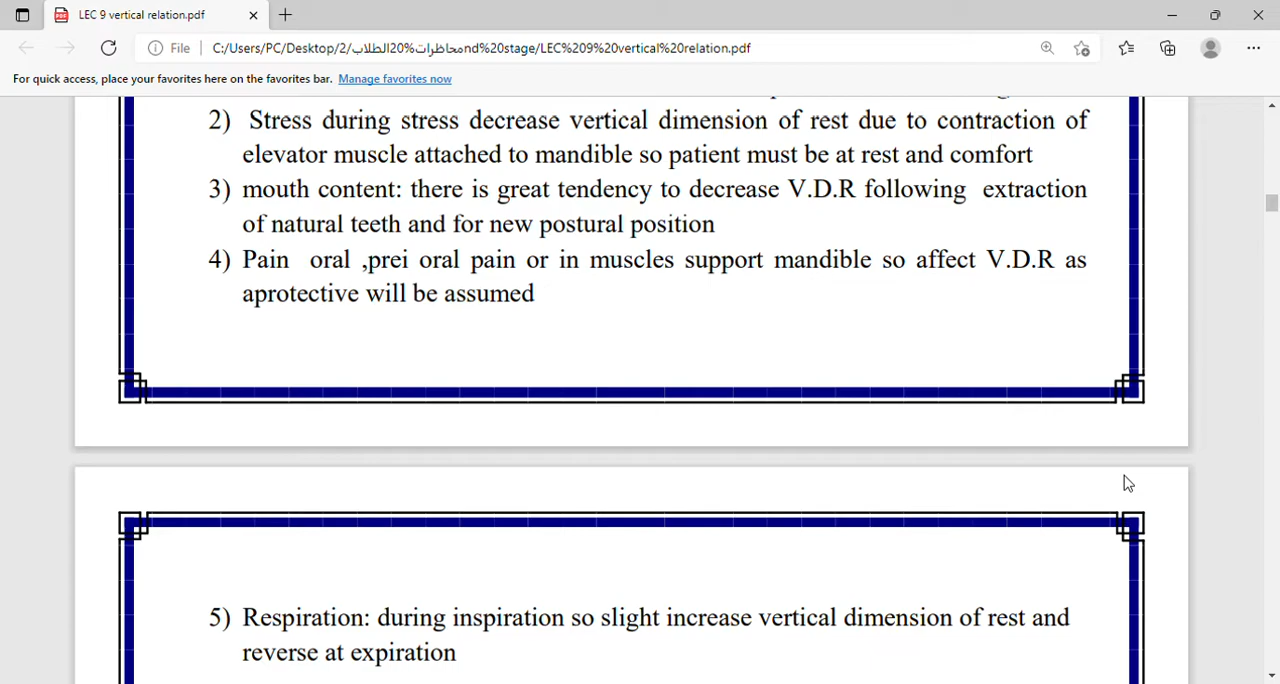 LEC 9 vertical relation.pdf
File C:/Users/PC/Desktop/2/محاظرات%20الطلاب%20nd%20stage/LEC%209%20vertical%20relation.pdf
For quick access, place your favorites here on the favorites bar. Manage favorites now
2) Stress during stress decrease vertical dimension of rest due to contraction of
elevator muscle attached to mandible so patient must be at rest and comfort
3) mouth content: there is great tendency to decrease V.D.R following extraction
of natural teeth and for new postural position
4) Pain oral ,prei oral pain or in muscles support mandible so affect V.D.R as
aprotective will be assumed
5) Respiration: during inspiration so slight increase vertical dimension of rest and
reverse at expiration